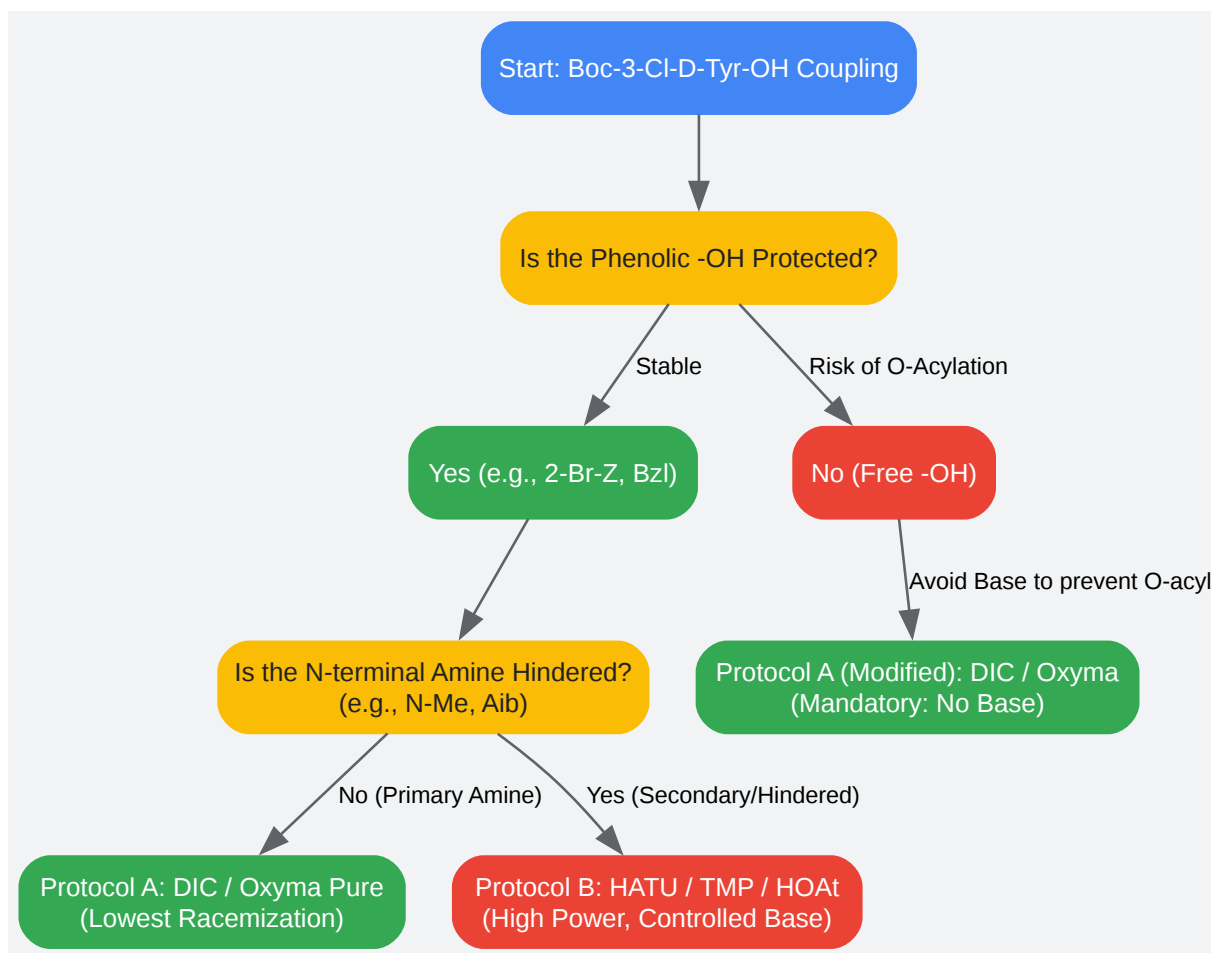 Start: Boc-3-Cl-D-Tyr-OH Coupling
Is the Phenolic -OH Protected?
Stable
Risk of O-Acylation
Yes (e.g., 2-Br-Z, Bzl)
No (Free -OH)
Avoid Base to prevent O-acyl
Is the N-terminal Amine Hindered?
(e.g., N-Me, Aib)
Protocol A (Modified): DIC / Oxyma
(Mandatory: No Base)
No (Primary Amine)
Yes (Secondary/Hindered)
Protocol A: DIC / Oxyma Pure
(Lowest Racemization)
Protocol B: HATU / TMP / HOAt
(High Power, Controlled Base)